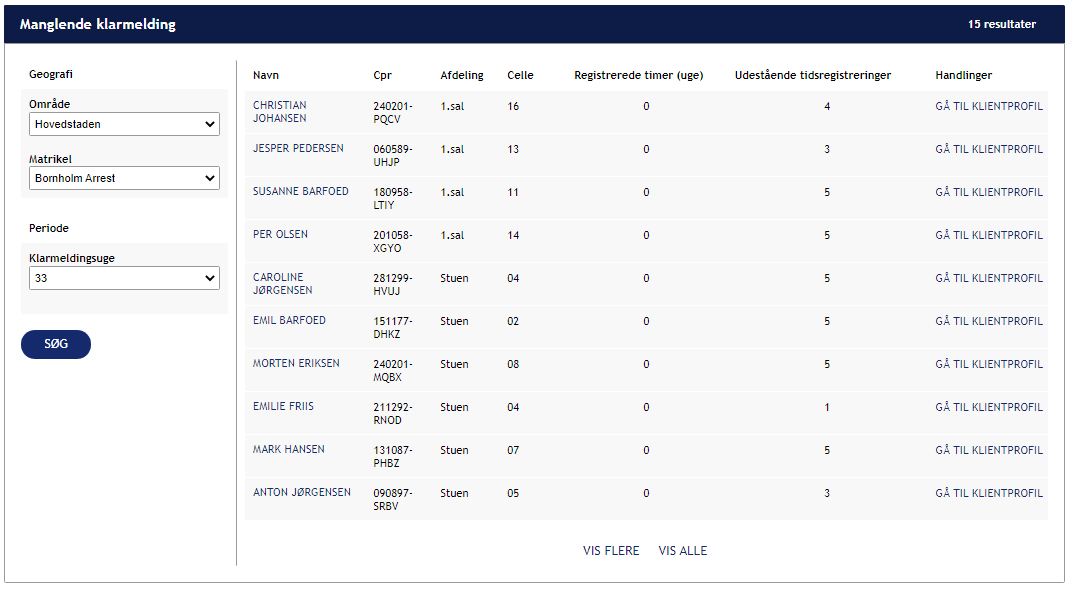 Manglende klarmelding 15 resultater
Geografi
Område
Hovedstaden
Matrikel
Bornholm Arrest
Periode
Klarmeldingsuge
33
SØG
Navn Cpr Afdeling Celle Registrerede timer (uge) Udestående tidsregistreringer Handlinger
CHRISTIAN JOHANSEN 240201-PQCV 1.sal 16 0 4 GÅ TIL KLIENTPROFIL
JESPER PEDERSEN 060589-UHJP 1.sal 13 0 3 GÅ TIL KLIENTPROFIL
SUSANNE BARFOED 180958-LTIY 1.sal 11 0 5 GÅ TIL KLIENTPROFIL
PER OLSEN 201058-XGYO 1.sal 14 0 5 GÅ TIL KLIENTPROFIL
CAROLINE JØRGENSEN 281299-HVUJ Stuen 04 0 5 GÅ TIL KLIENTPROFIL
EMIL BARFOED 151177-DHKZ Stuen 02 0 5 GÅ TIL KLIENTPROFIL
MORTEN ERIKSEN 240201-MQBX Stuen 08 0 5 GÅ TIL KLIENTPROFIL
EMILIE FRIIS 211292-RNOD Stuen 04 0 1 GÅ TIL KLIENTPROFIL
MARK HANSEN 131087-PHBZ Stuen 07 0 5 GÅ TIL KLIENTPROFIL
ANTON JØRGENSEN 090897-SRBV Stuen 05 0 3 GÅ TIL KLIENTPROFIL
VIS FLERE VIS ALLE